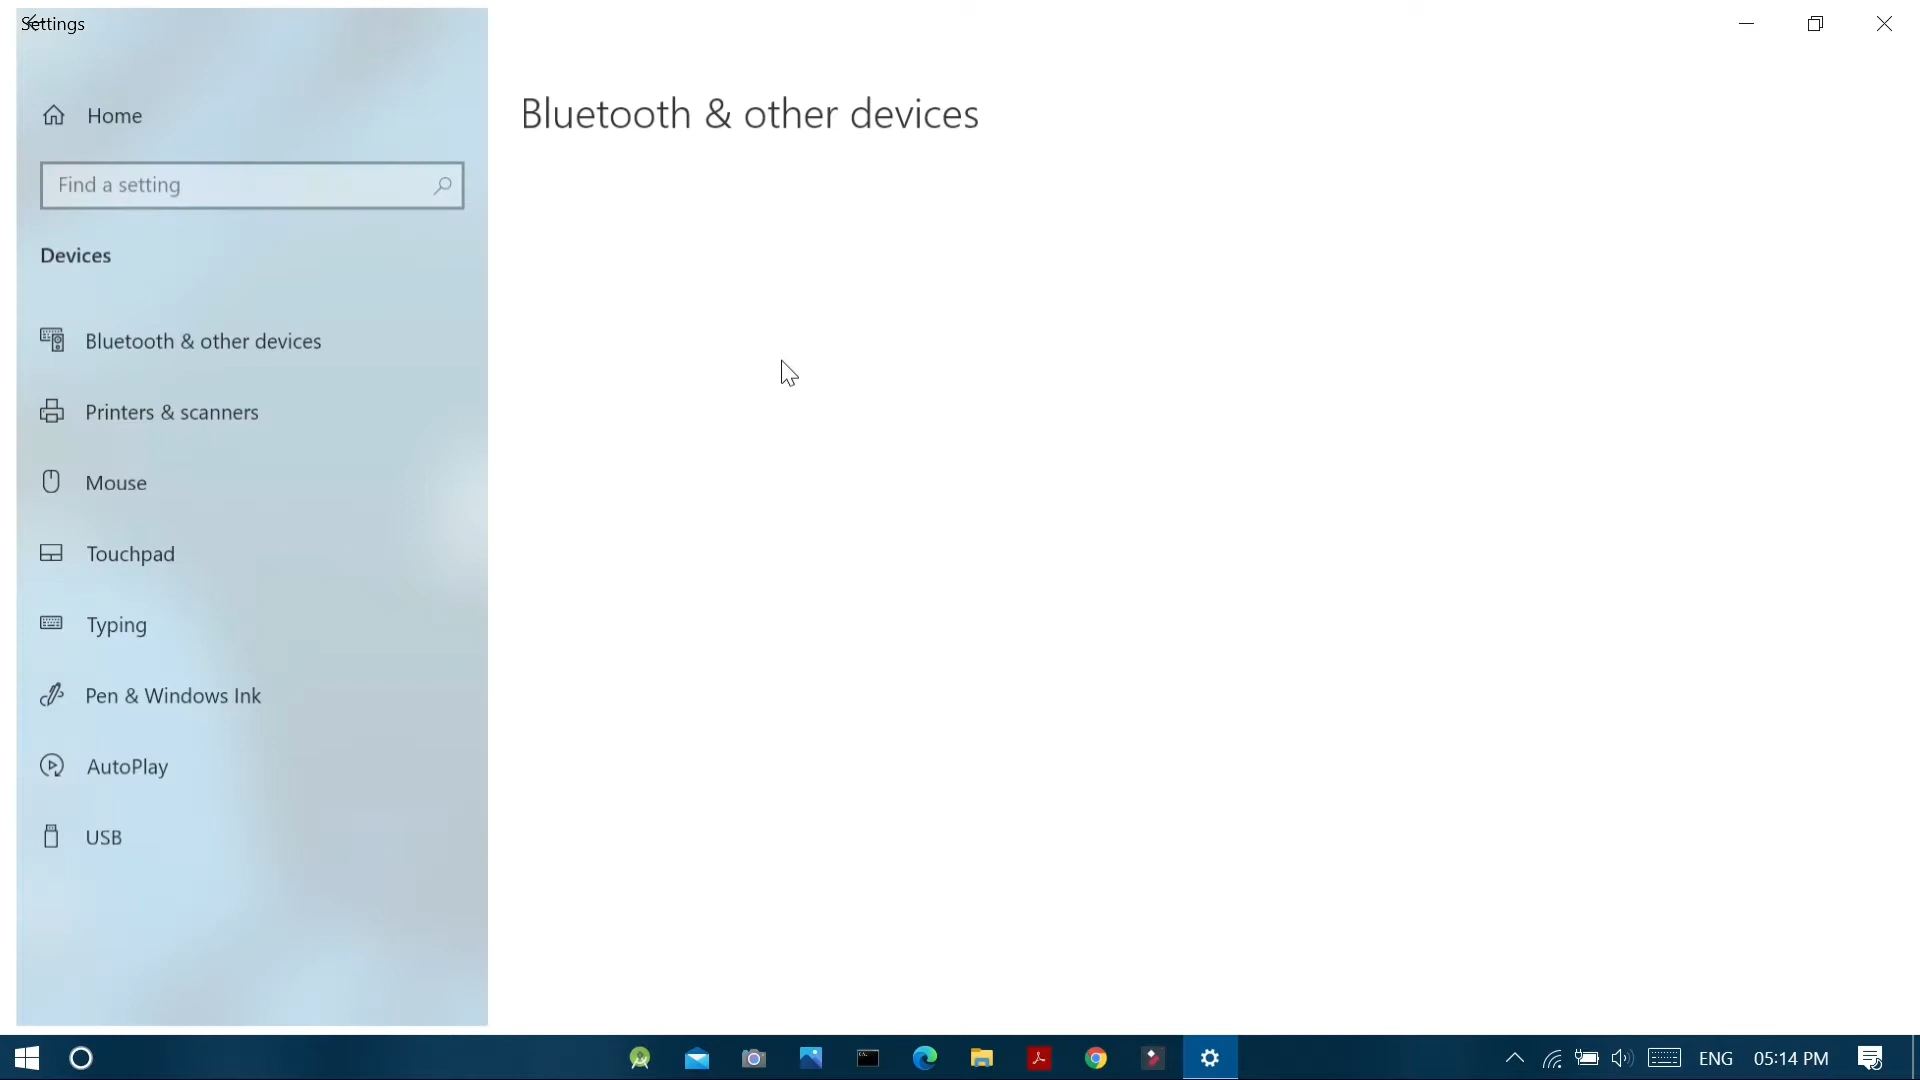 Settings
Home
Find a setting
Devices
Bluetooth & other devices
Printers & scanners
Mouse
Touchpad
Typing
Pen & Windows Ink
AutoPlay
USB
Bluetooth & other devices
ENG
05:14 PM